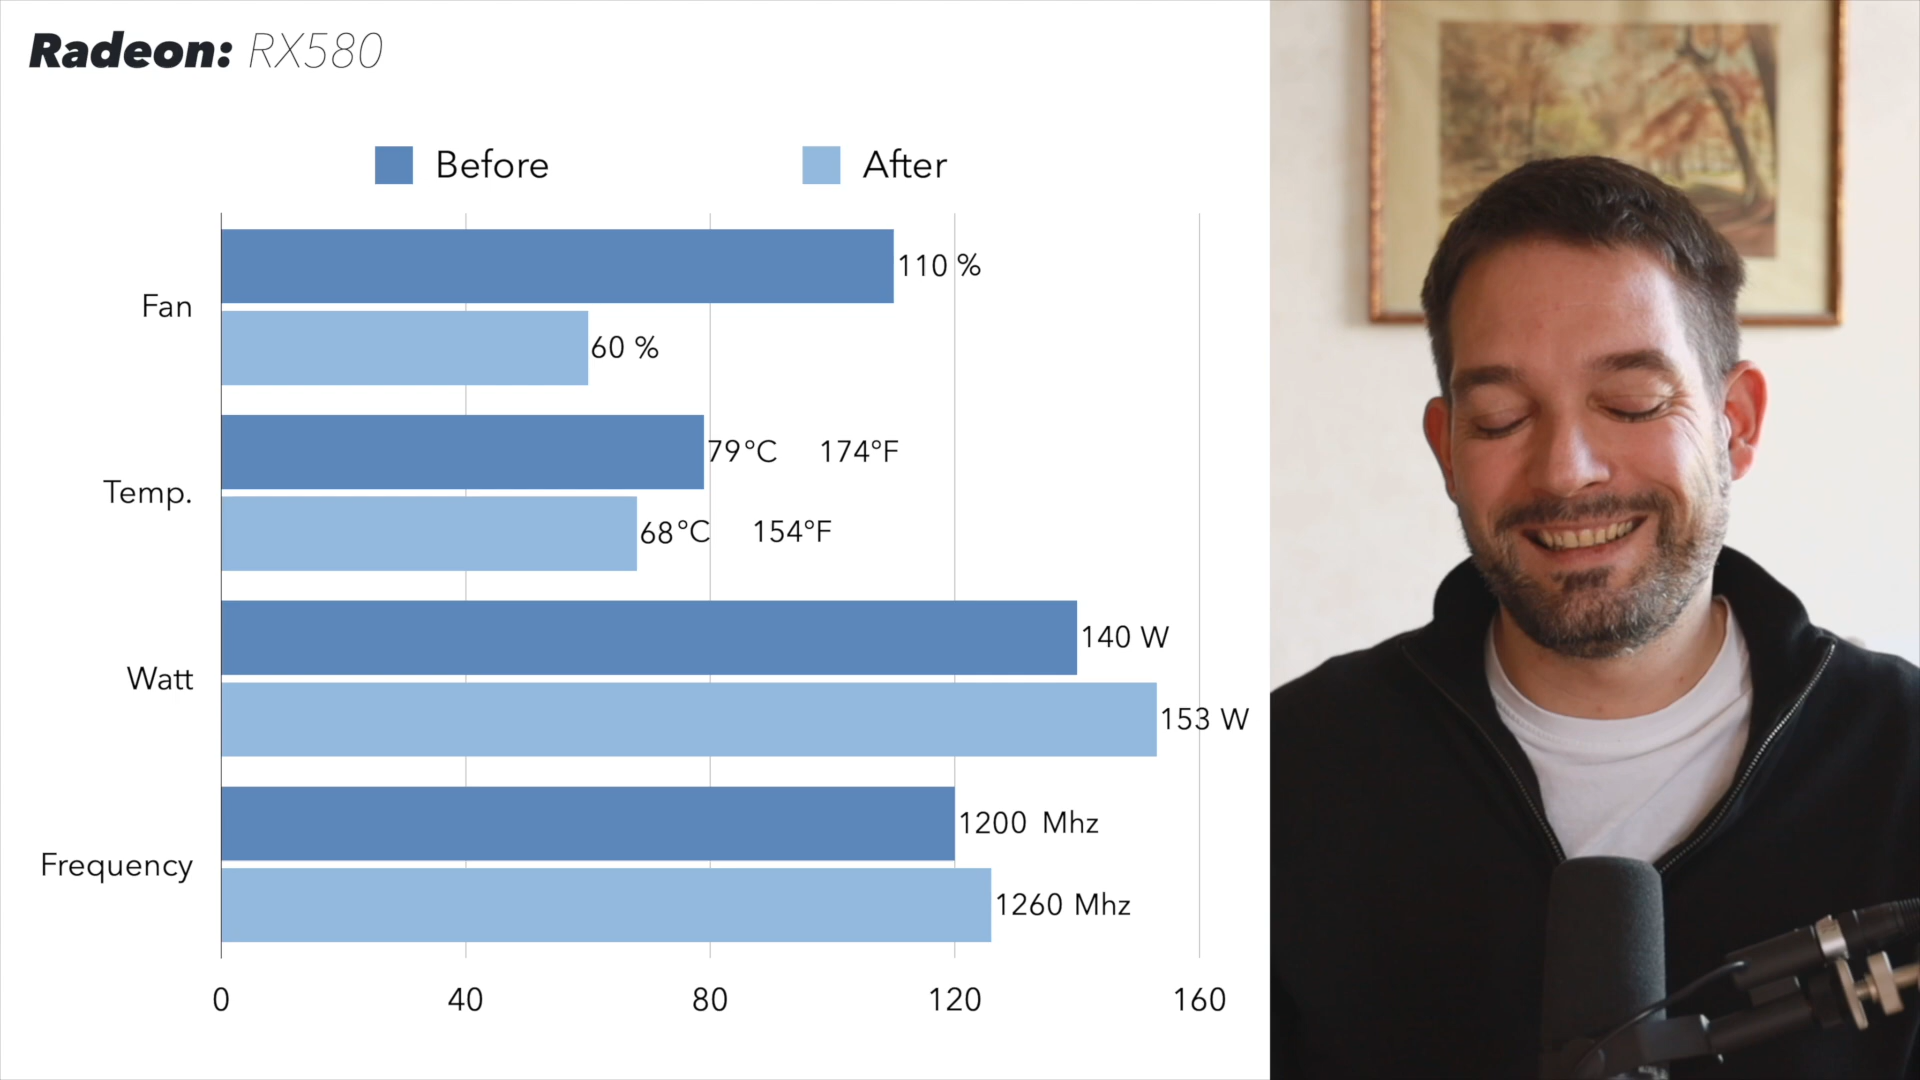 Radeon: RX580
Before After
Fan
110 %
60 %
Temp.
79°C 174°F
68°C 154°F
Watt
140 W
153 W
Frequency
1200 Mhz
1260 Mhz
0 40 80 120 160